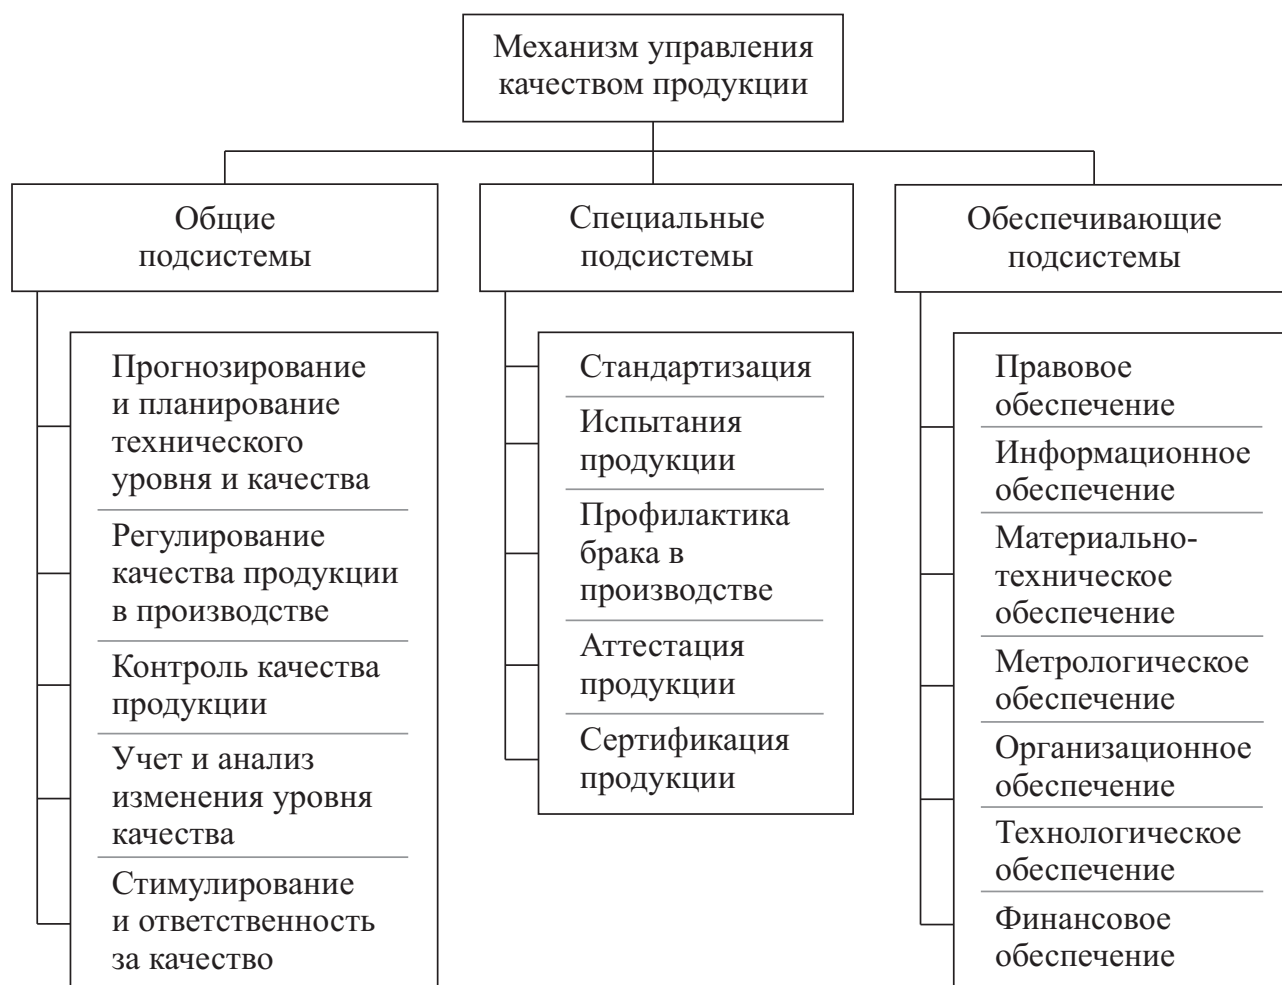 Механизм управления
качеством продукции
Общие
подсистемы
Прогнозирование
и планирование
технического
уровня и качества
Регулирование
качества продукции
в производстве
Контроль качества
продукции
Учет и анализ
изменения уровня
качества
Стимулирование
и ответственность
за качество
Специальные
подсистемы
Стандартизация
Испытания
продукции
Профилактика
брака в
производстве
Аттестация
продукции
Сертификация
продукции
Обеспечивающие
подсистемы
Правовое
обеспечение
Информационное
обеспечение
Материально-
техническое
обеспечение
Метрологическое
обеспечение
Организационное
обеспечение
Технологическое
обеспечение
Финансовое
обеспечение